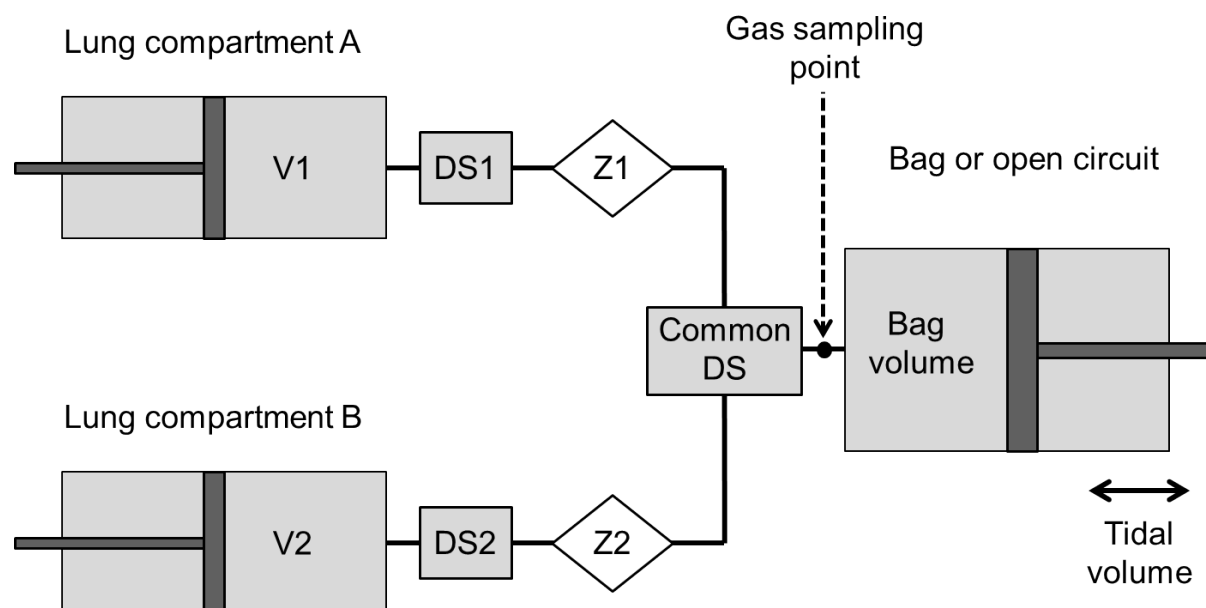 Lung compartment A
V1
DS1
Z1
Gas sampling
point
Bag or open circuit
Common
DS
Bag
volume
Lung compartment B
V2
DS2
Z2
Tidal
volume